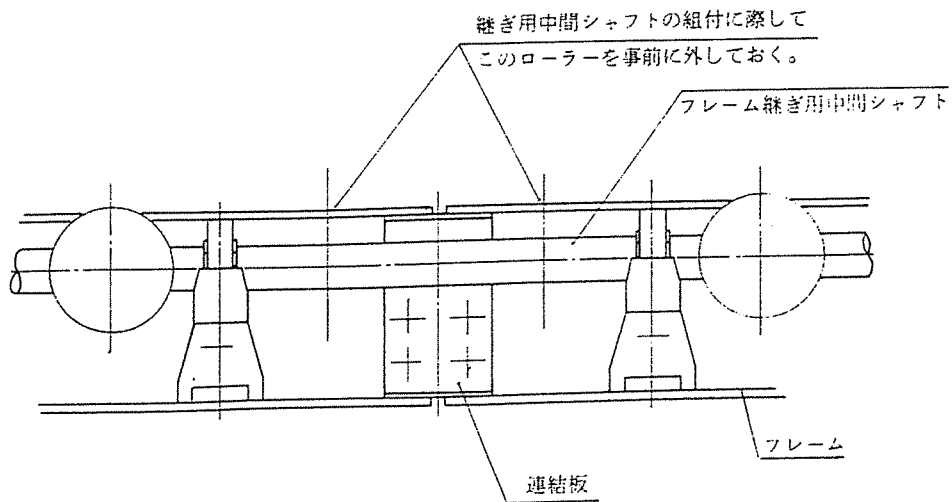 継ぎ用中間シャフトの組付に際して
このローラーを事前に外しておく。
フレーム継ぎ用中間シャフト
フレーム
連結板